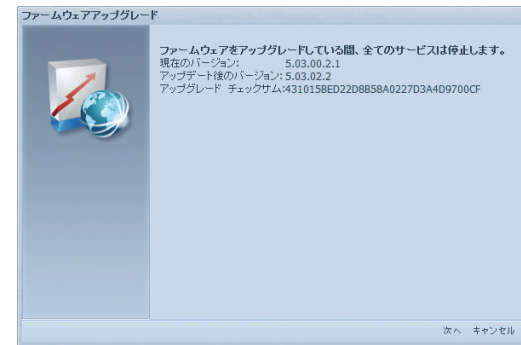 ファームウェアアップグレード
ファームウェアをアップグレードしている間、全てのサービスは停止します。
現在のバージョン: 5.03.00.2.1
アップデート後のバージョン: 5.03.02.2
アップグレード チェックサム:431015BED22D8B58A0227D3A4D9700CF
次へ キャンセル